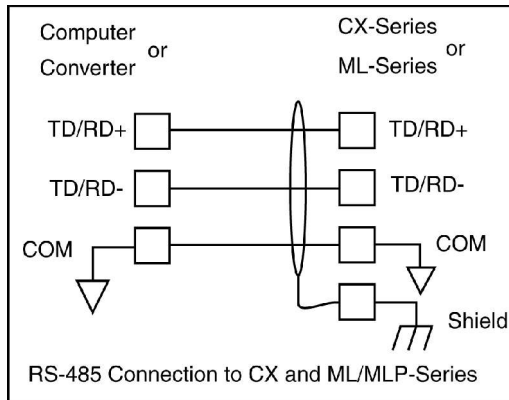 Computer or Converter
CX-Series or ML-Series
TD/RD+ TD/RD+
TD/RD- TD/RD-
COM COM
Shield
RS-485 Connection to CX and ML/MLP-Series